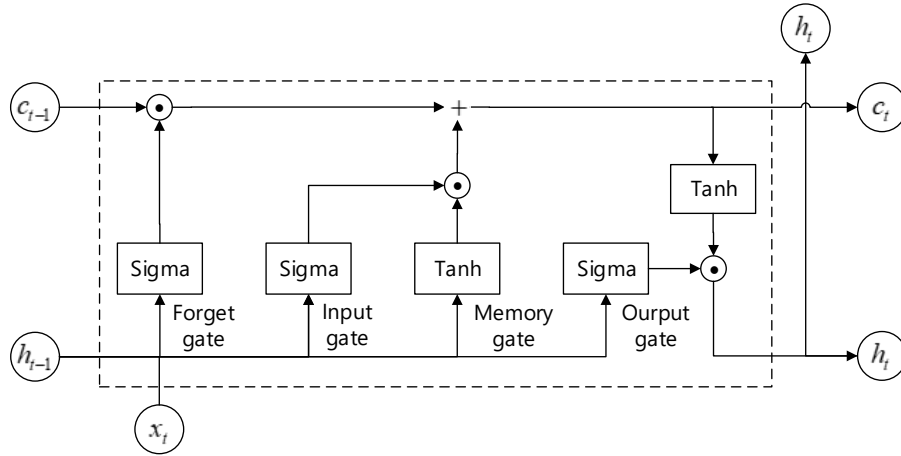 h_t
c_{t-1}
+
c_t
Tanh
Sigma
Sigma
Tanh
Sigma
Forget
gate
Input
gate
Memory
gate
Ourput
gate
h_{t-1}
h_t
x_t